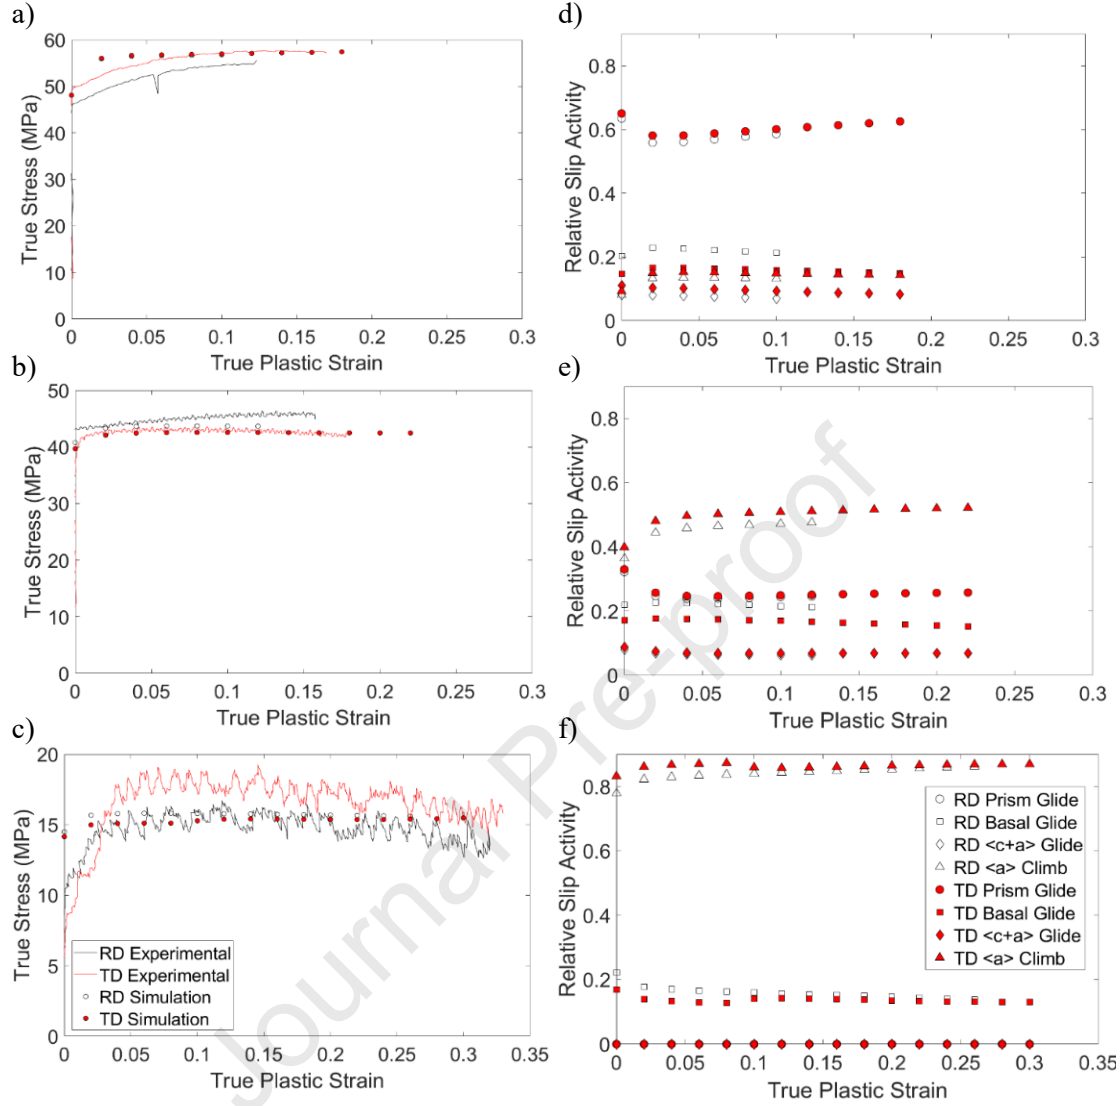 a)
60
50
40
30
20
10
0
True Stress (MPa)
0 0.05 0.1 0.15 0.2 0.25 0.3
True Plastic Strain
d)
0.8
0.6
0.4
0.2
0
Relative Slip Activity
0 0.05 0.1 0.15 0.2 0.25 0.3
True Plastic Strain
b)
50
40
30
20
10
0
True Stress (MPa)
0 0.05 0.1 0.15 0.2 0.25 0.3
True Plastic Strain
e)
0.8
0.6
0.4
0.2
0
Relative Slip Activity
0 0.05 0.1 0.15 0.2 0.25 0.3
True Plastic Strain
c)
20
15
10
5
0
True Stress (MPa)
RD Experimental
TD Experimental
RD Simulation
TD Simulation
0 0.05 0.1 0.15 0.2 0.25 0.3 0.35
True Plastic Strain
f)
0.8
0.6
0.4
0.2
0
Relative Slip Activity
RD Prism Glide
RD Basal Glide
RD <c+a> Glide
RD <a> Climb
TD Prism Glide
TD Basal Glide
TD <c+a> Glide
TD <a> Climb
0 0.05 0.1 0.15 0.2 0.25 0.3 0.35
True Plastic Strain
Journal Pre-proof